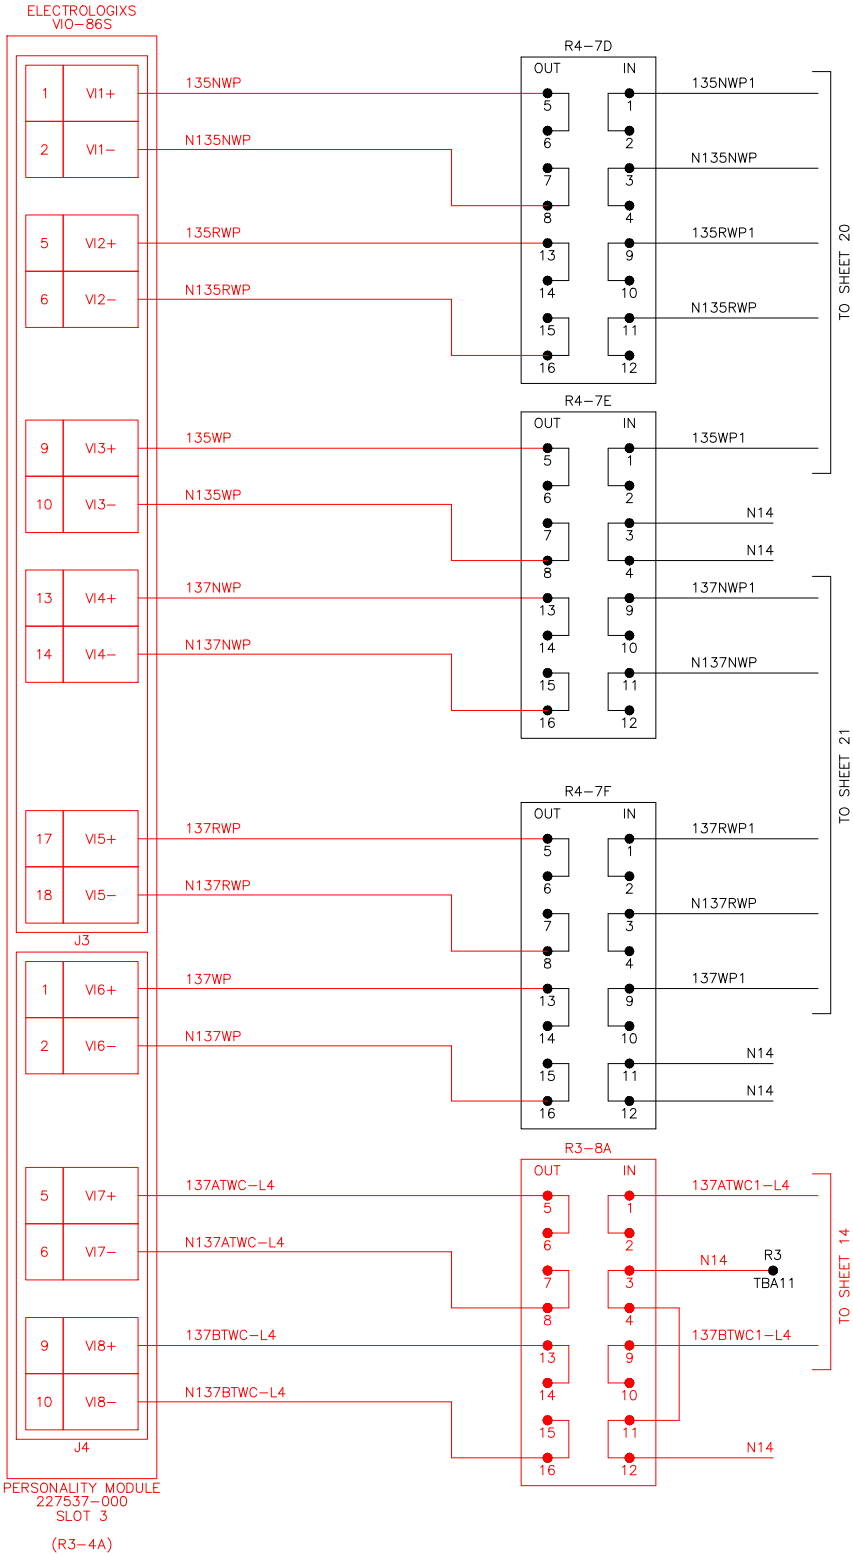 ELECTROLOGIXS
VIO-86S
1 VI1+
2 VI1-
5 VI2+
6 VI2-
9 VI3+
10 VI3-
13 VI4+
14 VI4-
17 VI5+
18 VI5-
J3
1 VI6+
2 VI6-
5 VI7+
6 VI7-
9 VI8+
10 VI8-
J4
PERSONALITY MODULE
227537-000
SLOT 3
(R3-4A)
135NWP
N135NWP
135RWP
N135RWP
135WP
N135WP
137NWP
N137NWP
137RWP
N137RWP
137WP
N137WP
137ATWC-L4
N137ATWC-L4
137BTWC-L4
N137BTWC-L4
R4-7D
OUT IN
5 1
6 2
7 3
8 4
13 9
14 10
15 11
16 12
135NWP1
N135NWP
135RWP1
N135RWP
TO SHEET 20
R4-7E
OUT IN
5 1
6 2
7 3
8 4
13 9
14 10
15 11
16 12
135WP1
N14
N14
137NWP1
N137NWP
TO SHEET 21
R4-7F
OUT IN
5 1
6 2
7 3
8 4
13 9
14 10
15 11
16 12
137RWP1
N137RWP
137WP1
N14
N14
R3-8A
OUT IN
5 1
6 2
7 3
8 4
13 9
14 10
15 11
16 12
137ATWC1-L4
N14
R3
TBA11
137BTWC1-L4
N14
TO SHEET 14